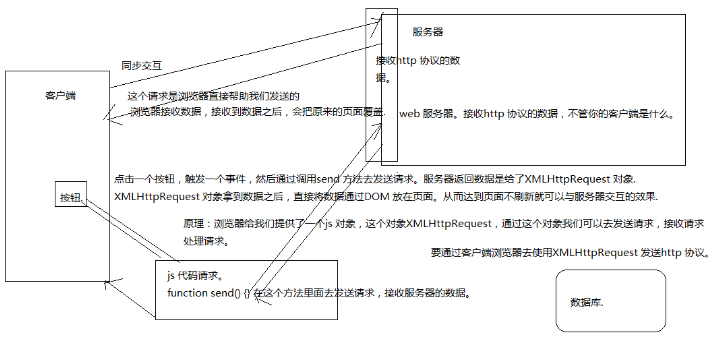 服务器
接收http 协议的数
据。
同步交互
客户端
这个请求是浏览器直接帮助我们发送的
浏览器接收数据，接收到数据之后，会把原来的页面覆盖.
web 服务器。接收http 协议的数据，不管你的客户端是什么。
点击一个按钮，触发一个事件，然后通过调用send 方法去发送请求。服务器返回数据是给了XMLHttpRequest 对象.
XMLHttpRequest 对象拿到数据之后，直接将数据通过DOM 放在页面。从而达到页面不刷新就可以与服务器交互的效果.
按钮.
原理：浏览器给我们提供了一个js 对象，这个对象XMLHttpRequest，通过这个对象我们可以去发送请求，接收请求
处理请求。
要通过客户端浏览器去使用XMLHttpRequest 发送http 协议。
js 代码请求。
function send() {} 在这个方法里面去发送请求，接收服务器的数据。
数据库.